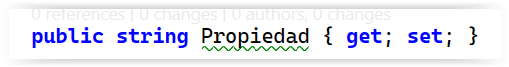 0 references | 0 changes | 0 authors, 0 changes
public string Propiedad { get; set; }